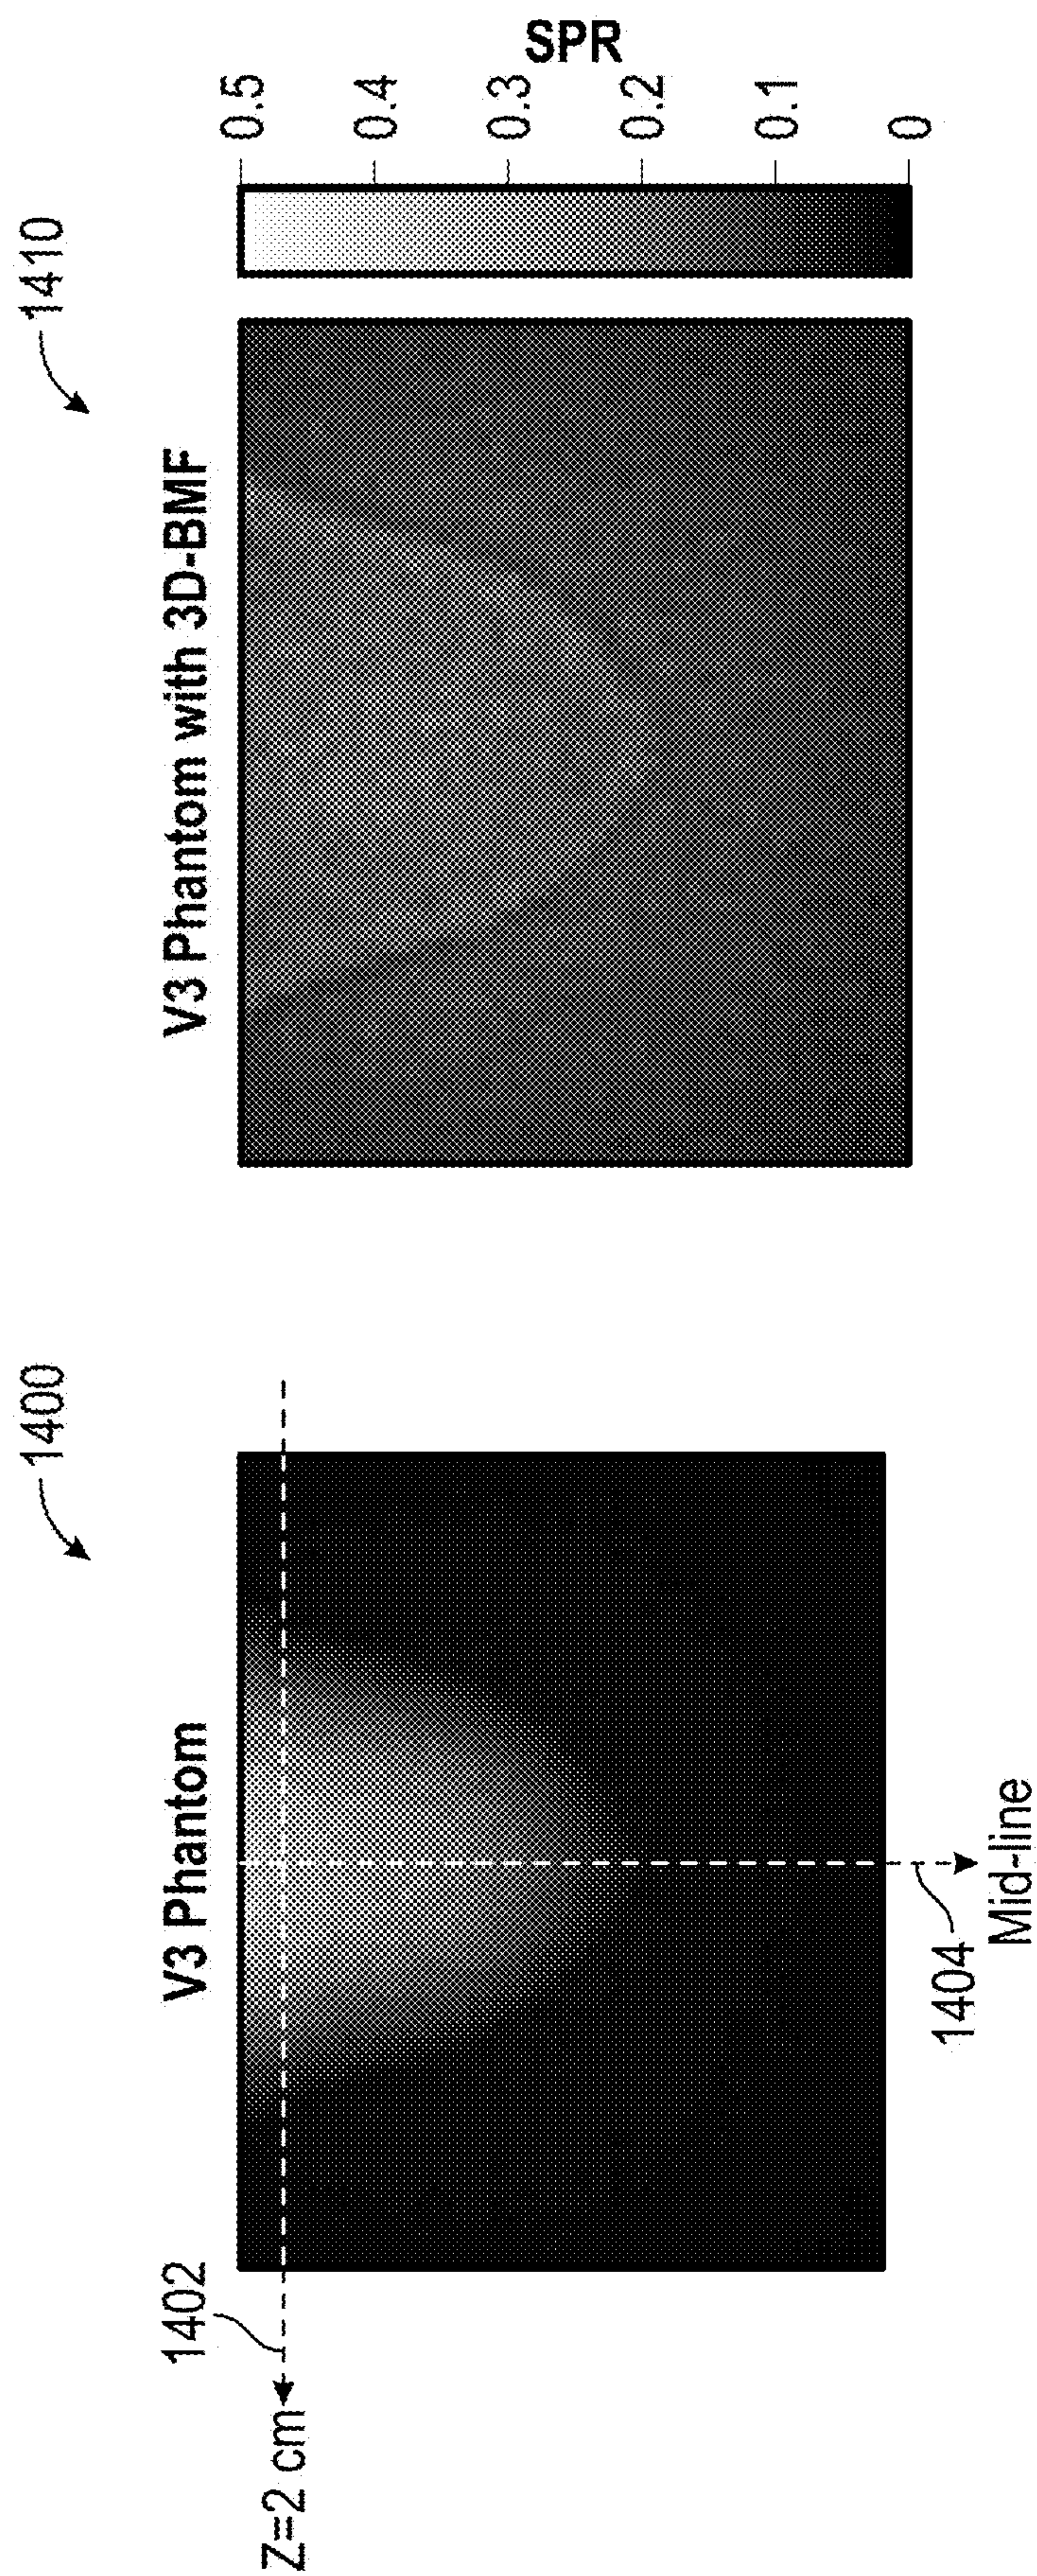 1400
V3 Phantom
1402
Z=2 cm
1404
Mid-line
1410
V3 Phantom with 3D-BMF
0.5
0.4
0.3
0.2
0.1
0
SPR